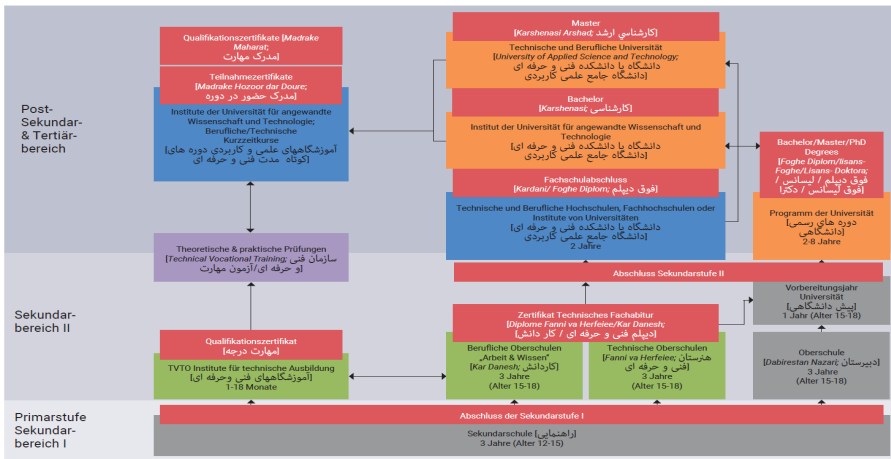 Post-
Sekundar-
& Tertiär-
bereich
Qualifikationszertifikate [Madrake
Maharat;
مدرک مهارت]
Teilnahmezertifikate
[Madrake Hozoor dar Doure;
مدرک حضور در دوره]
Institute der Universität für angewandte
Wissenschaft und Technologie;
Berufliche/Technische
Kurzzeitkurse
[آموزشگاههای علمی و کاربردی دوره های
کوتاه مدت فنی و حرفه ای]
Master
[Karshenasi Arshad; کارشناسي ارشد]
Technische und Berufliche Universität
[University of Applied Science and Technology;
دانشگاه یا دانشکده فنی و حرفه ای
دانشگاه جامع علمی کاربردی]
Bachelor
[Karshenasi; کارشناسی]
Institut der Universität für angewandte Wissenschaft und
Technologie
[دانشگاه یا دانشکده فنی و حرفه ای
دانشگاه جامع علمی کاربردی]
Fachschulabschluss
[Kardani/ Foghe Diplom; فوق دیپلم]
Technische und Berufliche Hochschulen, Fachhochschulen oder
Institute von Universitäten
[دانشگاه یا دانشکده فنی و حرفه ای
دانشگاه جامع علمی کاربردی]
2 Jahre
Bachelor/Master/PhD
Degrees
[Foghe Diplom/lisans-
Foghe/Lisans- Doktora;
فوق دیپلم / لیسانس /
فوق لیسانس / دکترا]
Programm der Universität
[دوره های رسمی
دانشگاهی]
2-8 Jahre
Theoretische & praktische Prüfungen
[Technical Vocational Training; سازمان فنی
و حرفه ای/آزمون مهارت]
Abschluss Sekundarstufe II
Sekundar-
bereich II
Vorbereitungsjahr
Universität
[پیش دانشگاهی]
1 Jahr (Alter 15-18)
Zertifikat Technisches Fachabitur
[Diplome Fanni va Herfeiee/Kar Danesh;
دیپلم فنی و حرفه ای / کار دانش]
Qualifikationszertifikat
[مهارت درجه]
TVTO Institute für technische Ausbildung
[آموزشگاههای فنی وحرفه ای]
1-18 Monate
Berufliche Oberschulen
„Arbeit & Wissen"
[Kar Danesh; کاردانش]
3 Jahre
(Alter 15-18)
Technische Oberschulen
[Fanni va Herfeiee; هنرستان
فنی و حرفه ای]
3 Jahre
(Alter 15-18)
Oberschule
[Dabirestan Nazari; دبیرستان]
3 Jahre
(Alter 15-18)
Primarstufe
Sekundar-
bereich I
Abschluss der Sekundarstufe I
Sekundarschule [راهنمایی]
3 Jahre (Alter 12-15)